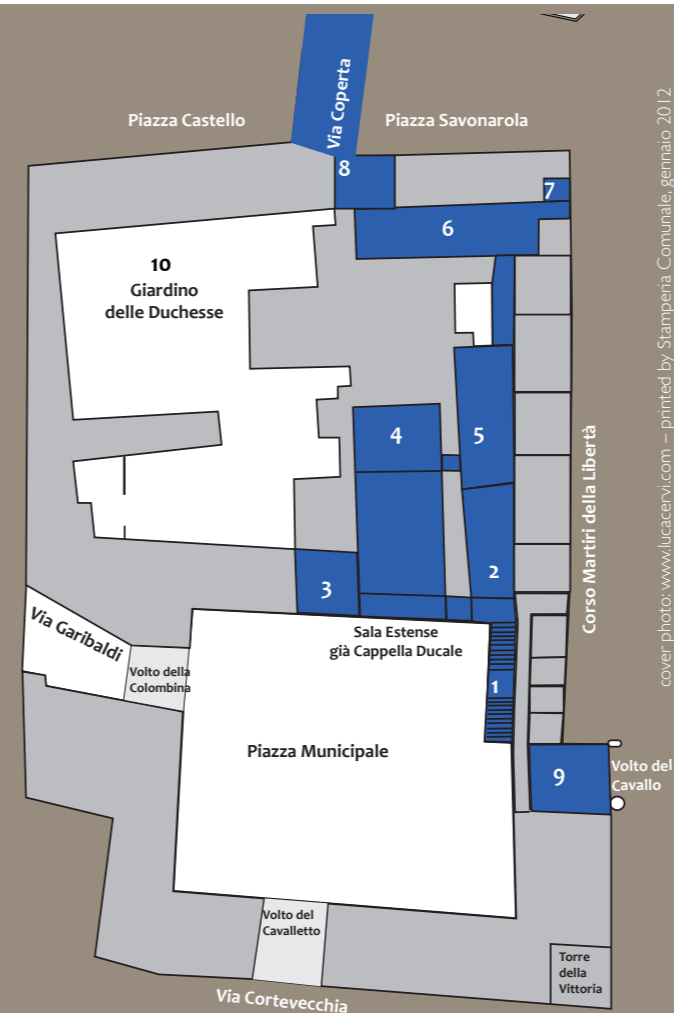 Piazza Castello
Via Coperta
Piazza Savonarola
8
7
6
10
Giardino
delle Duchesse
4
5
2
3
Corso Martiri della Libertà
Via Garibaldi
Volto della
Colombina
Sala Estense
già Cappella Ducale
1
Piazza Municipale
9
Volto del
Cavallo
Volto del
Cavalletto
Torre
della
Vittoria
Via Cortevecchia
cover photo: www.lucacervi.com – printed by Stamperia Comunale, gennaio 2012